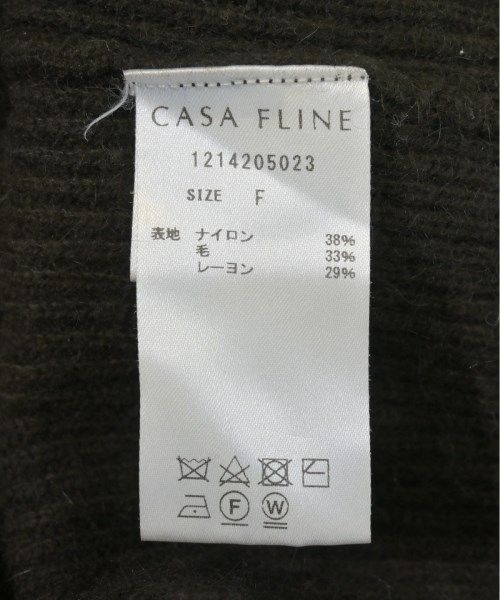 CASA FLINE
1214205023
SIZE F
表地 ナイロン 38%
毛 33%
レーヨン 29%
F W